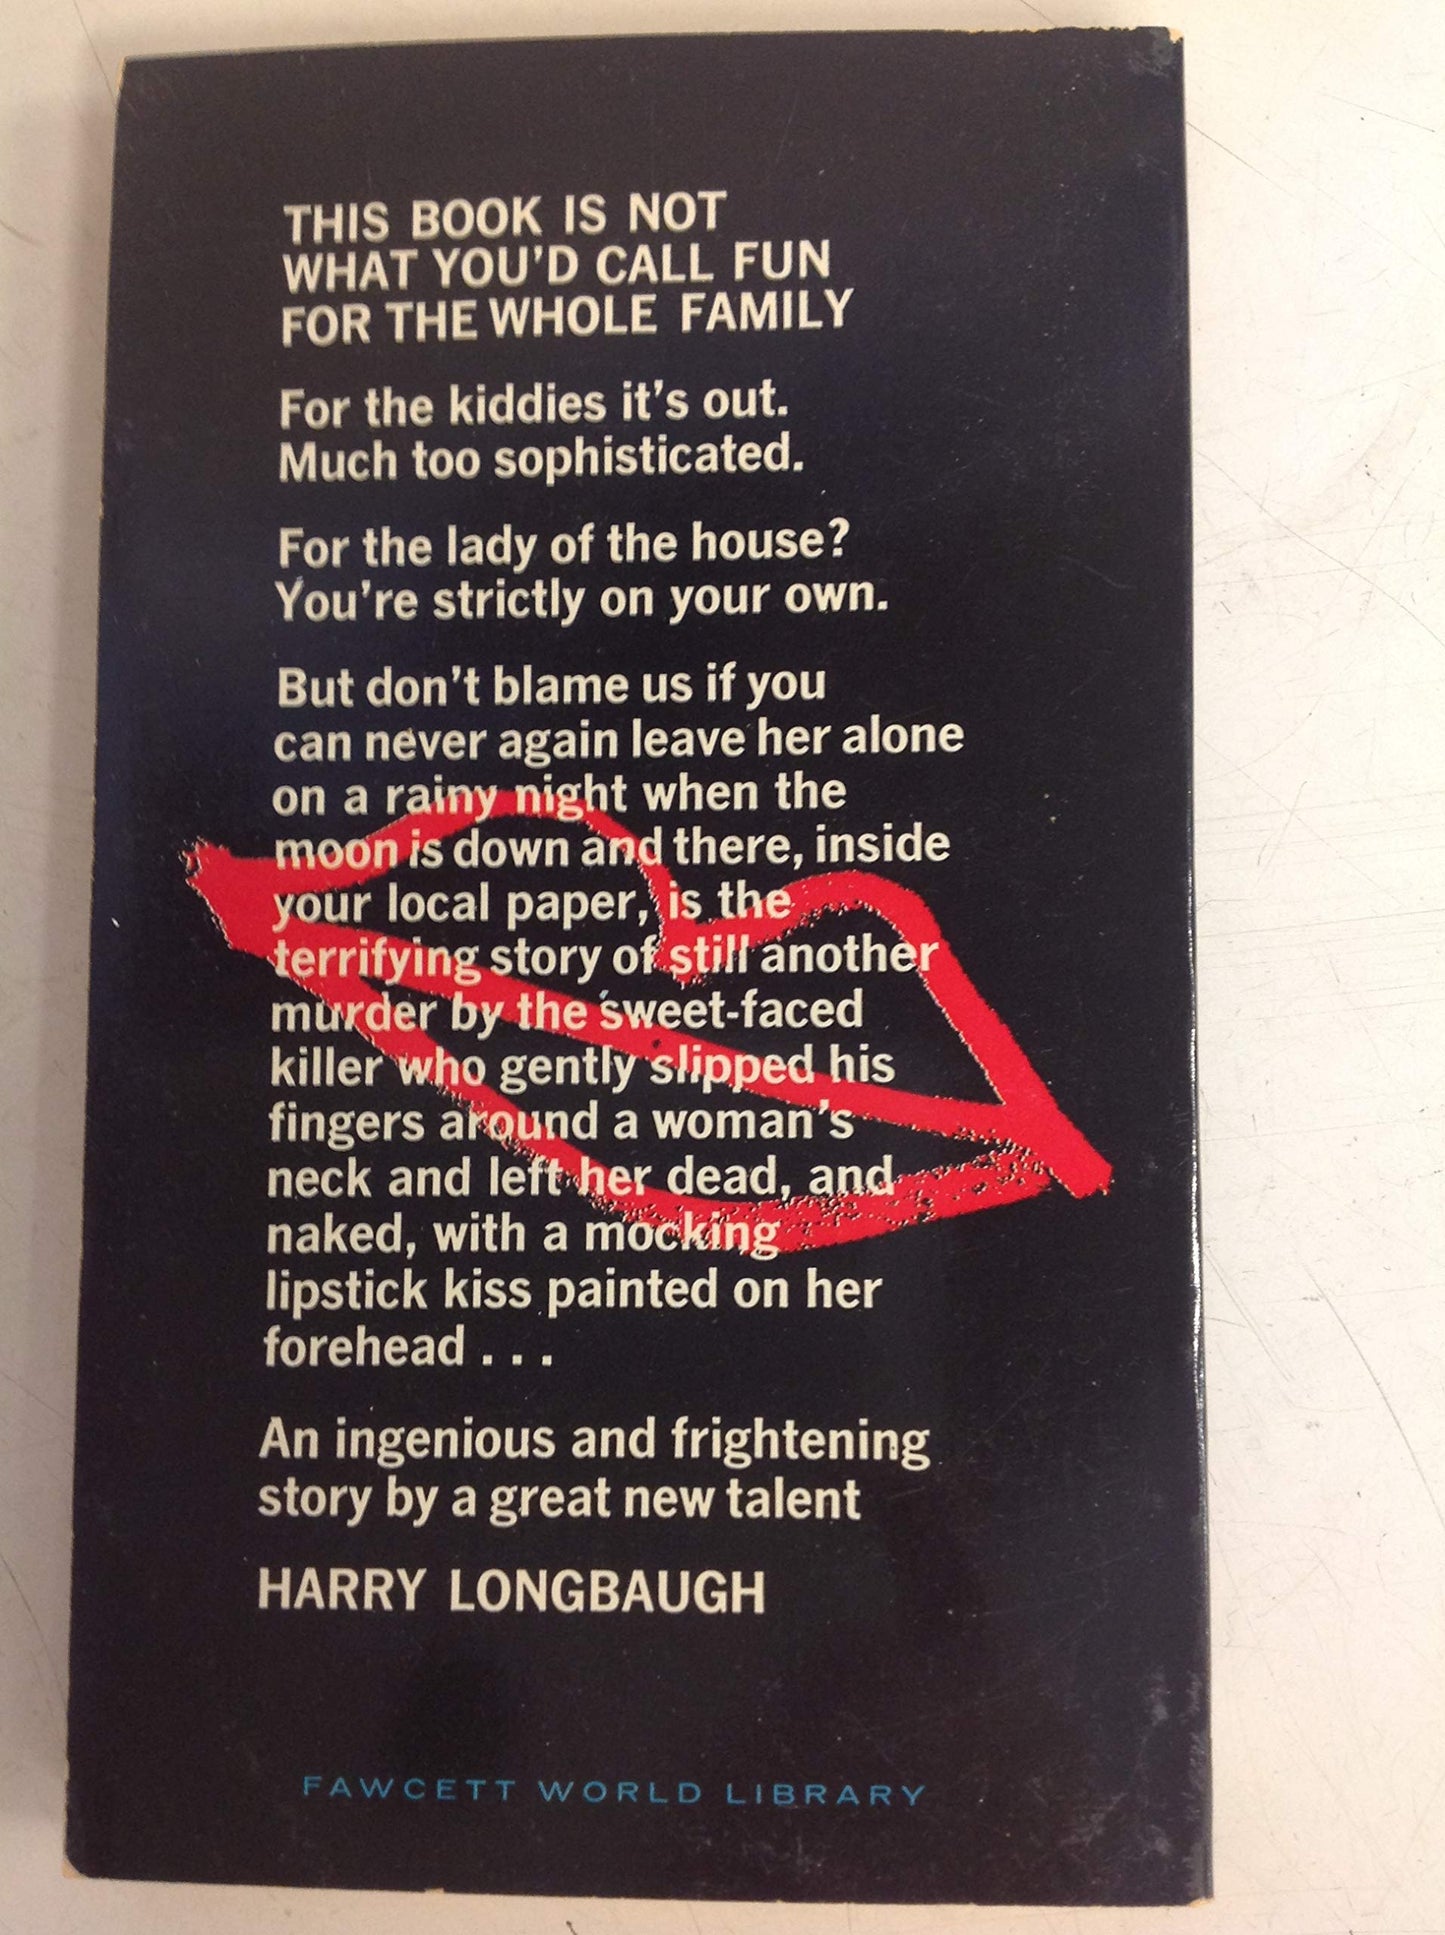 THIS BOOK IS NOT
WHAT YOU'D CALL FUN
FOR THE WHOLE FAMILY
For the kiddies it's out.
Much too sophisticated.
For the lady of the house?
You're strictly on your own.
But don't blame us if you
can never again leave her alone
on a rainy night when the
moon is down and there, inside
your local paper, is the
terrifying story of still another
murder by the sweet-faced
killer who gently slipped his
fingers around a woman's
neck and left her dead, and
naked, with a mocking
lipstick kiss painted on her
forehead . . .
An ingenious and frightening
story by a great new talent
HARRY LONGBAUGH
FAWCETT WORLD LIBRARY